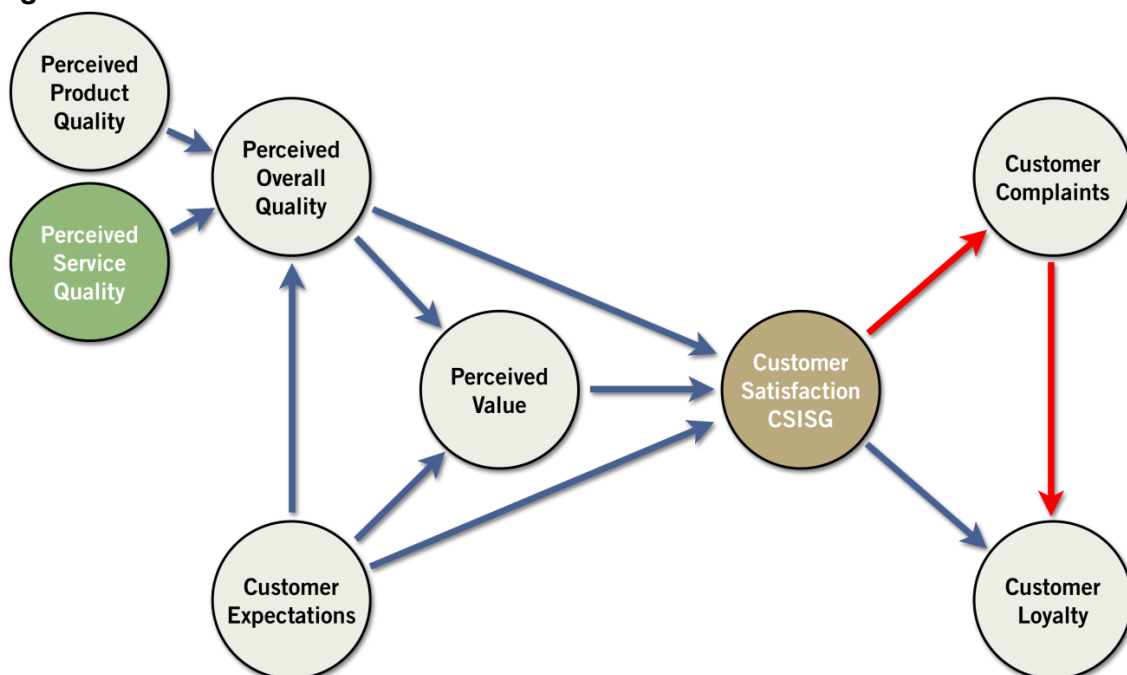 Perceived
Product
Quality
Perceived
Service
Quality
Perceived
Overall
Quality
Perceived
Value
Customer
Expectations
Customer
Satisfaction
CSISG
Customer
Complaints
Customer
Loyalty